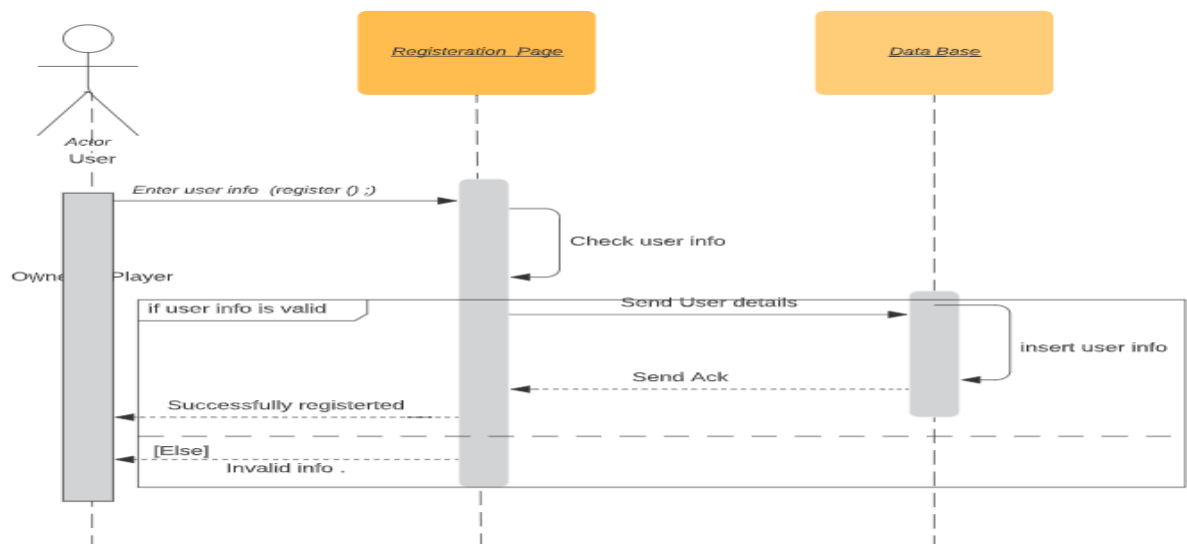 Registeration Page
Data Base
Actor
User
Enter user info (register () ;)
Check user info
Player
if user info is valid
Send User details
insert user info
Send Ack
Successfully registerted
[Else]
Invalid info .